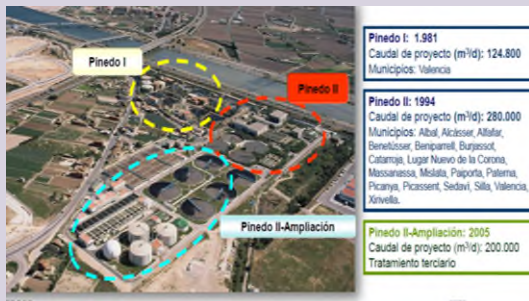 Pinedo I
Pinedo II
Pinedo II-Ampliación
Pinedo I: 1.981
Caudal de proyecto (m³/d): 124.800
Municipios: Valencia
Pinedo II: 1994
Caudal de proyecto (m³/d): 280.000
Municipios: Albal, Alcásser, Alfafar,
Benetússer, Beniparrell, Burjassot,
Catarroja, Lugar Nuevo de la Corona,
Massanassa, Mislata, Paiporta, Paterna,
Picanya, Picassent, Sedaví, Silla, Valencia,
Xirivella.
Pinedo II-Ampliación: 2005
Caudal de proyecto (m³/d): 200.000
Tratamiento terciario